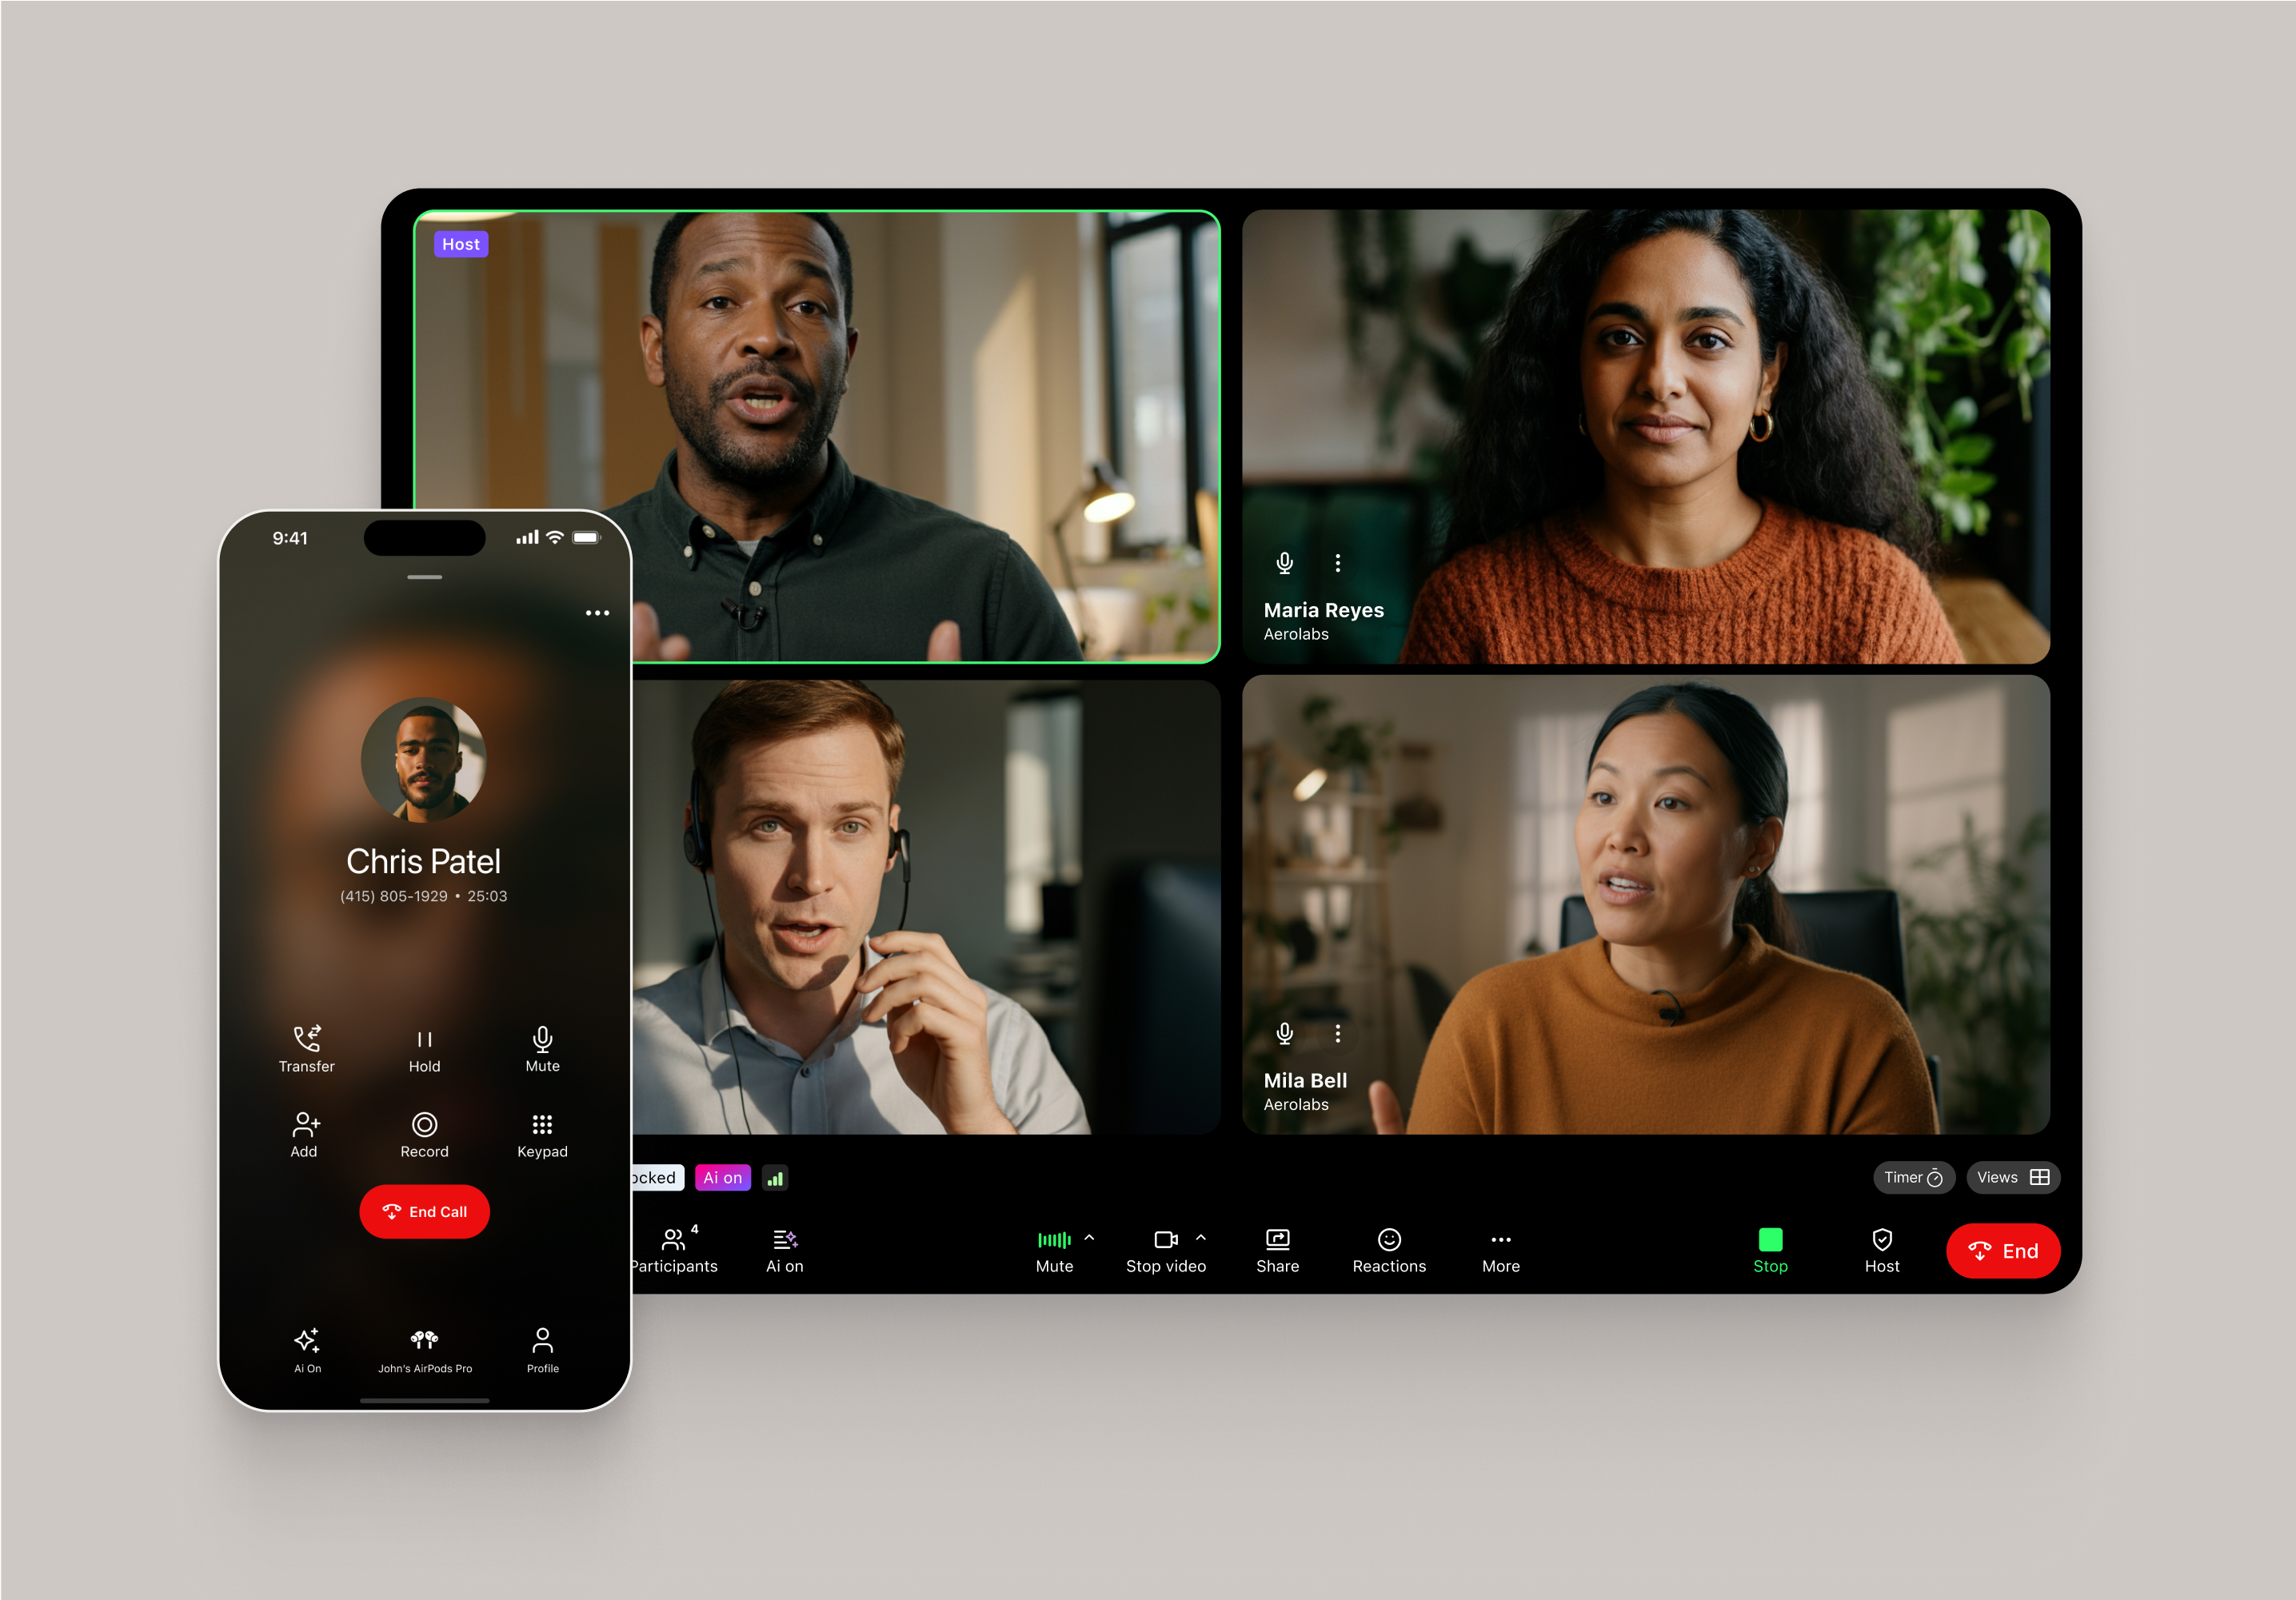 Host
Maria Reyes
Aerolabs
Mila Bell
Aerolabs
Ai on
Timer
Views
4
Participants
Ai on
Mute
Stop video
Share
Reactions
More
Stop
Host
End
9:41
Chris Patel
(415) 805-1929 • 25:03
Transfer
Hold
Mute
Add
Record
Keypad
End Call
Ai On
John's AirPods Pro
Profile